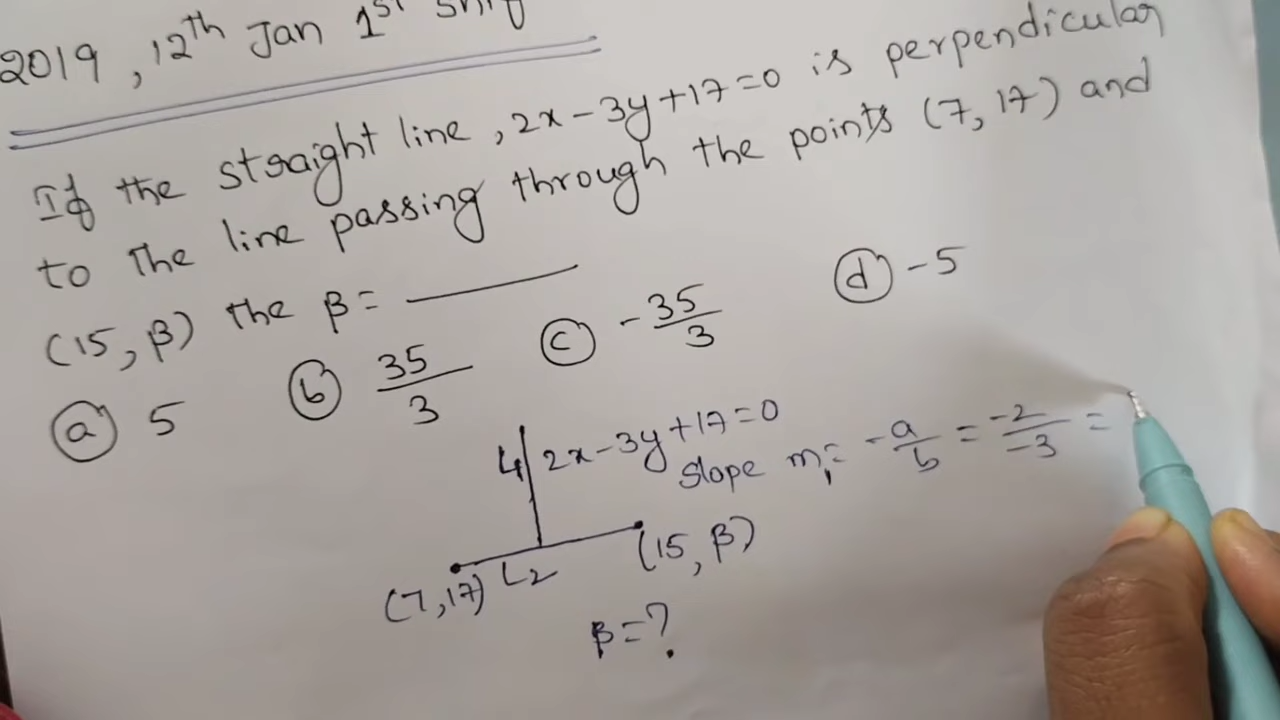 2019, 12th Jan 1st
If the straight line, 2x-3y+17=0 is perpendicular
to the line passing through the points (7, 17) and
(15, β) the β= ______
(a) 5 (b) 35/3 (c) -35/3 (d) -5
L1 2x-3y+17=0
Slope m1 = -a/b = -2/-3 =
(15, β)
(7, 17) L2
β=?